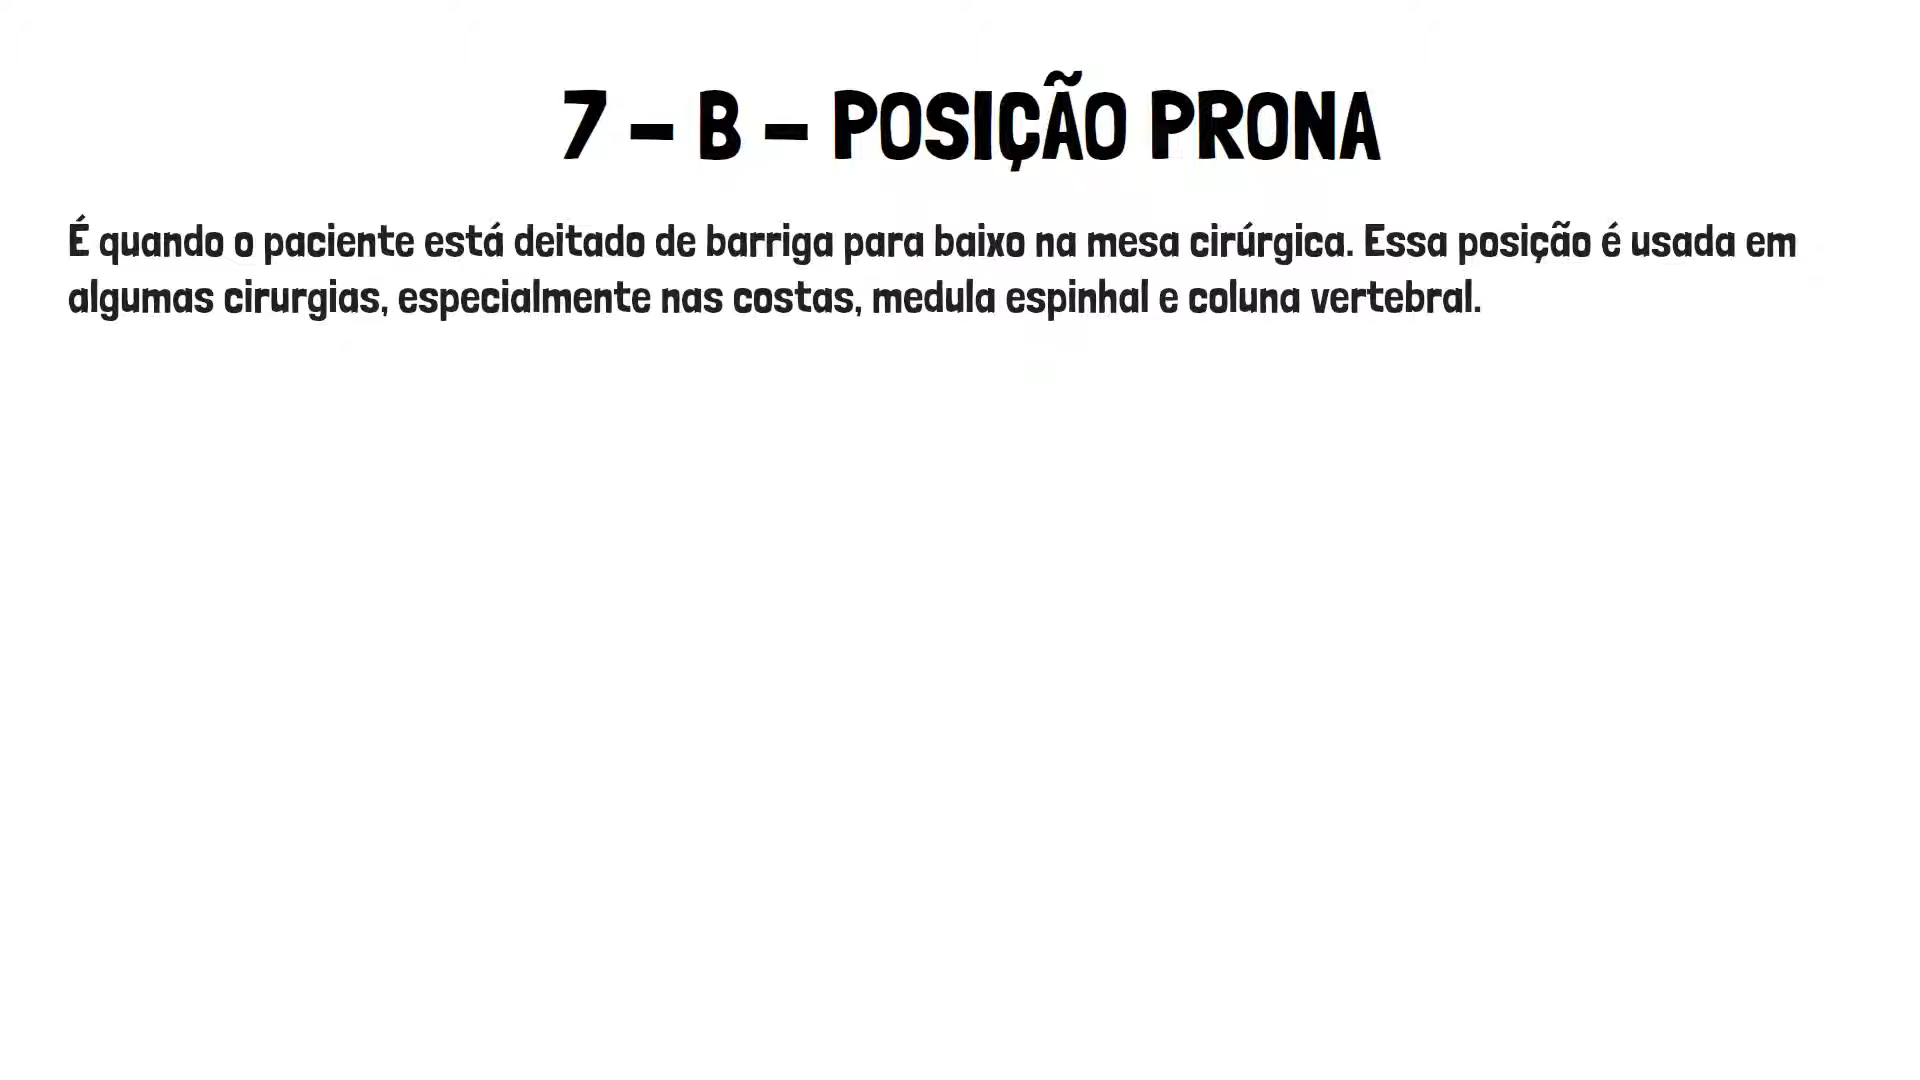 7 - B - POSIÇÃO PRONA
É quando o paciente está deitado de barriga para baixo na mesa cirúrgica. Essa posição é usada em
algumas cirurgias, especialmente nas costas, medula espinhal e coluna vertebral.